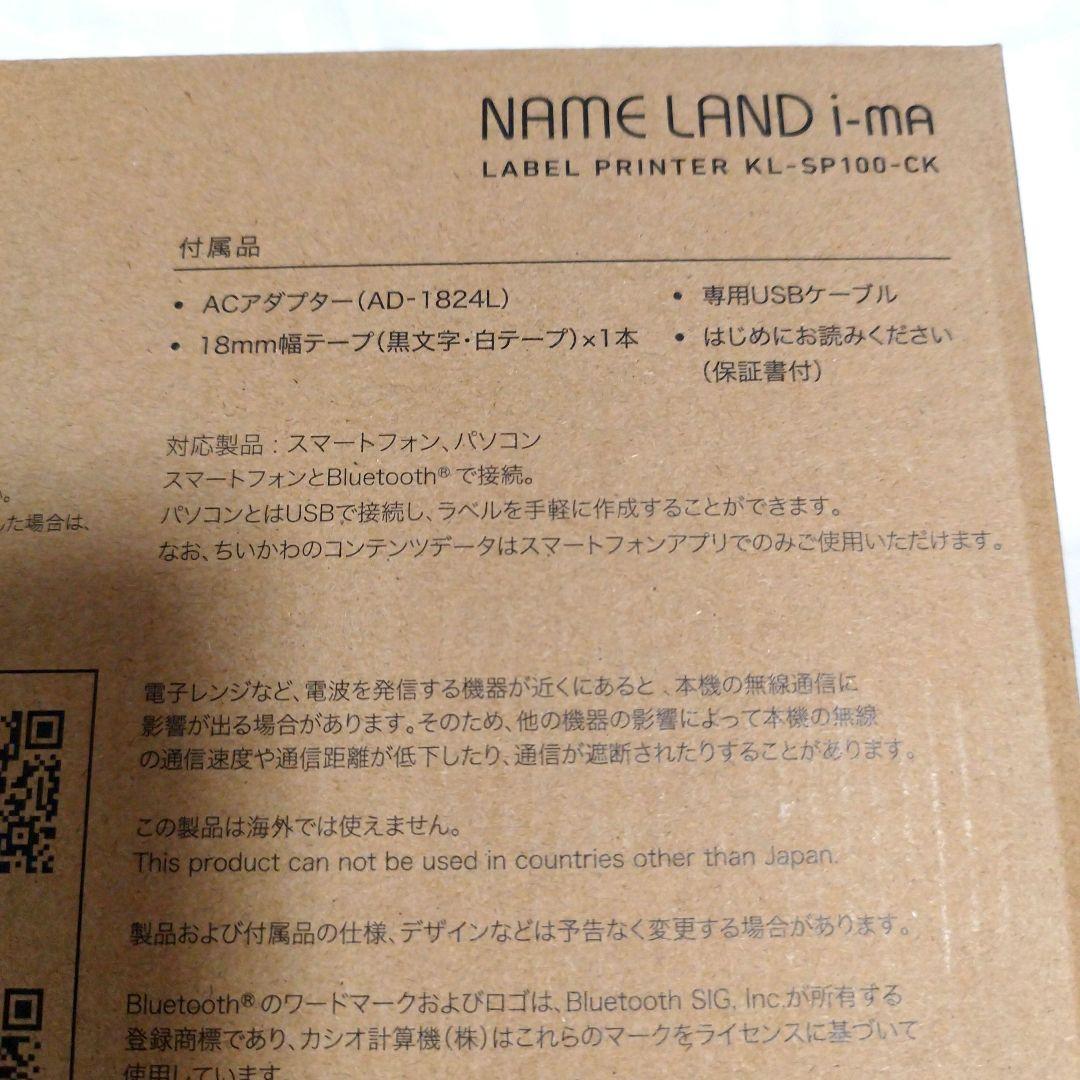 NAME LAND i-mA
LABEL PRINTER KL-SP100-CK
付属品
• ACアダプター(AD-1824L)
• 18mm幅テープ(黒文字・白テープ)×1本
• 専用USBケーブル
• はじめにお読みください
(保証書付)
対応製品：スマートフォン、パソコン
スマートフォンとBluetooth®で接続。
パソコンとはUSBで接続し、ラベルを手軽に作成することができます。
なお、ちいかわのコンテンツデータはスマートフォンアプリでのみご使用いただけます。
した場合は、
電子レンジなど、電波を発信する機器が近くにあると、本機の無線通信に
影響が出る場合があります。そのため、他の機器の影響によって本機の無線
の通信速度や通信距離が低下したり、通信が遮断されたりすることがあります。
この製品は海外では使えません。
This product can not be used in countries other than Japan.
製品および付属品の仕様、デザインなどは予告なく変更する場合があります。
Bluetooth®のワードマークおよびロゴは、Bluetooth SIG, Inc.が所有する
登録商標であり、カシオ計算機(株)はこれらのマークをライセンスに基づいて
使用しています。